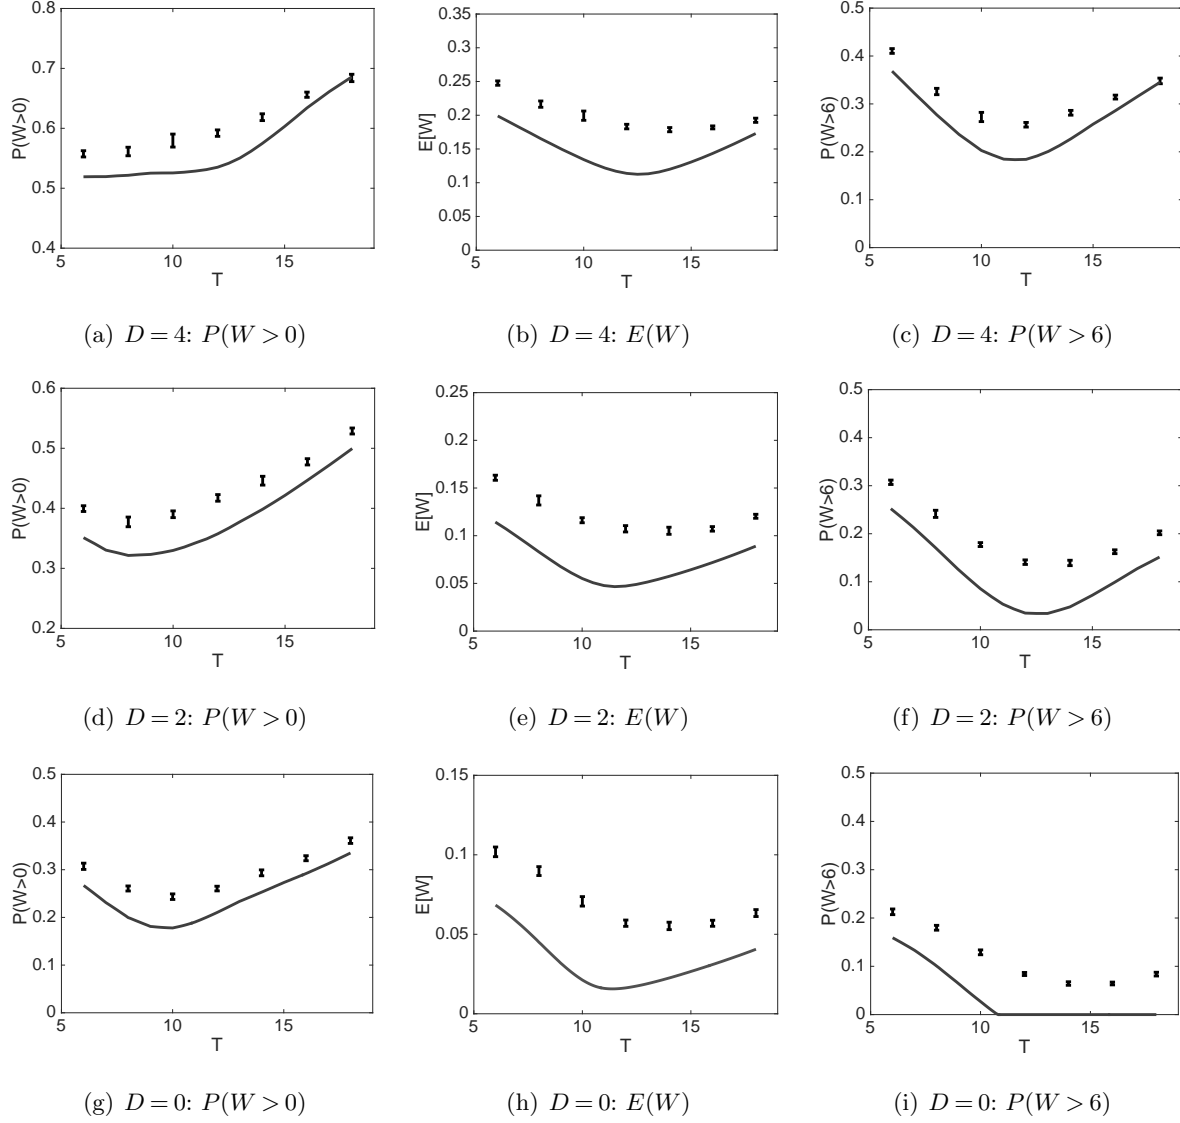 0.8
0.7
0.6
0.5
0.4
P(W>0)
5
10
15
T
(a) D = 4: P(W > 0)
0.35
0.3
0.25
0.2
0.15
0.1
0.05
0
E[W]
5
10
15
T
(b) D = 4: E(W)
0.5
0.4
0.3
0.2
0.1
0
P(W>6)
5
10
15
T
(c) D = 4: P(W > 6)
0.6
0.5
0.4
0.3
0.2
P(W>0)
5
10
15
T
(d) D = 2: P(W > 0)
0.25
0.2
0.15
0.1
0.05
0
E[W]
5
10
15
T
(e) D = 2: E(W)
0.5
0.4
0.3
0.2
0.1
0
P(W>6)
5
10
15
T
(f) D = 2: P(W > 6)
0.5
0.4
0.3
0.2
0.1
0
P(W>0)
5
10
15
T
(g) D = 0: P(W > 0)
0.15
0.1
0.05
0
E[W]
5
10
15
T
(h) D = 0: E(W)
0.5
0.4
0.3
0.2
0.1
0
P(W>6)
5
10
15
T
(i) D = 0: P(W > 6)